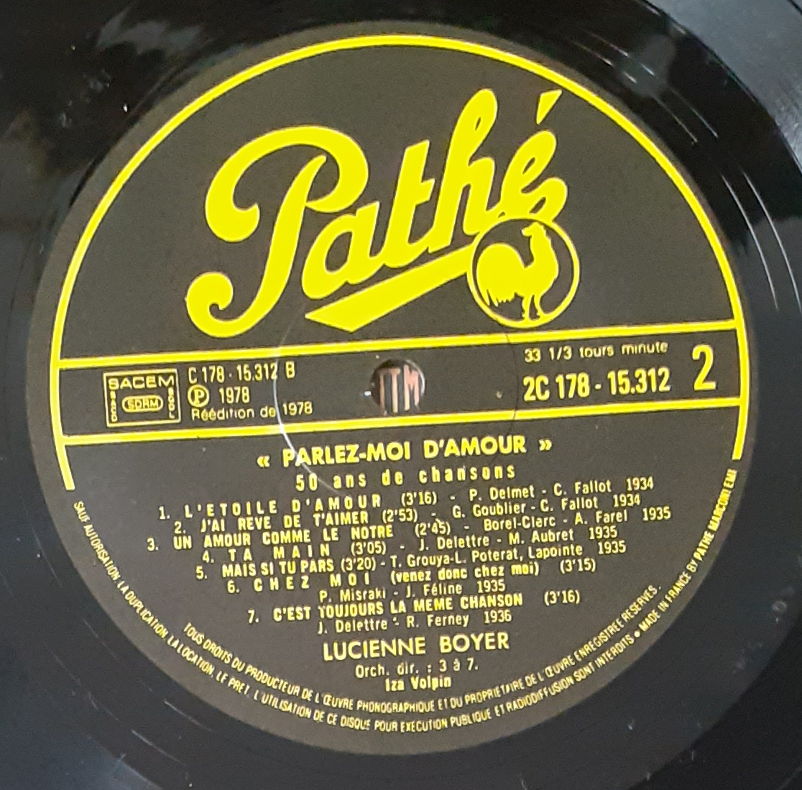 Pathé
SACEM
SACD
SDRM
SGDL
C 178 - 15.312 B
Ⓟ 1978
Réédition de 1978
33 1/3 tours minute
2C 178 - 15.312
2
« PARLEZ-MOI D'AMOUR »
50 ans de chansons
1. L'ETOILE D'AMOUR (3'16) - P. Delmet - C. Fallot 1934
2. J'AI REVE DE T'AIMER (2'53) - G. Goublier - C. Fallot 1934
3. UN AMOUR COMME LE NOTRE (2'45) - Borel-Clerc - A. Farel 1935
4. TA MAIN (3'05) - J. Delettre - M. Aubret 1935
5. MAIS SI TU PARS (3'20) - T. Grouya-L. Poterat, Lapointe 1935
6. CHEZ MOI (venez donc chez moi) (3'15)
P. Misraki - J. Féline 1935
7. C'EST TOUJOURS LA MEME CHANSON (3'16)
J. Delettre - R. Ferney 1936
LUCIENNE BOYER
Orch. dir. : 3 à 7.
Iza Volpin
TOUS DROITS DU PRODUCTEUR DE L'ŒUVRE PHONOGRAPHIQUE ET DU PROPRIETAIRE DE L'ŒUVRE ENREGISTREE RESERVES.
SAUF AUTORISATION LA DUPLICATION, LA LOCATION, LE PRET, L'UTILISATION DE CE DISQUE POUR EXECUTION PUBLIQUE ET RADIODIFFUSION SONT INTERDITS • MADE IN FRANCE BY PATHE MARCONI EMI